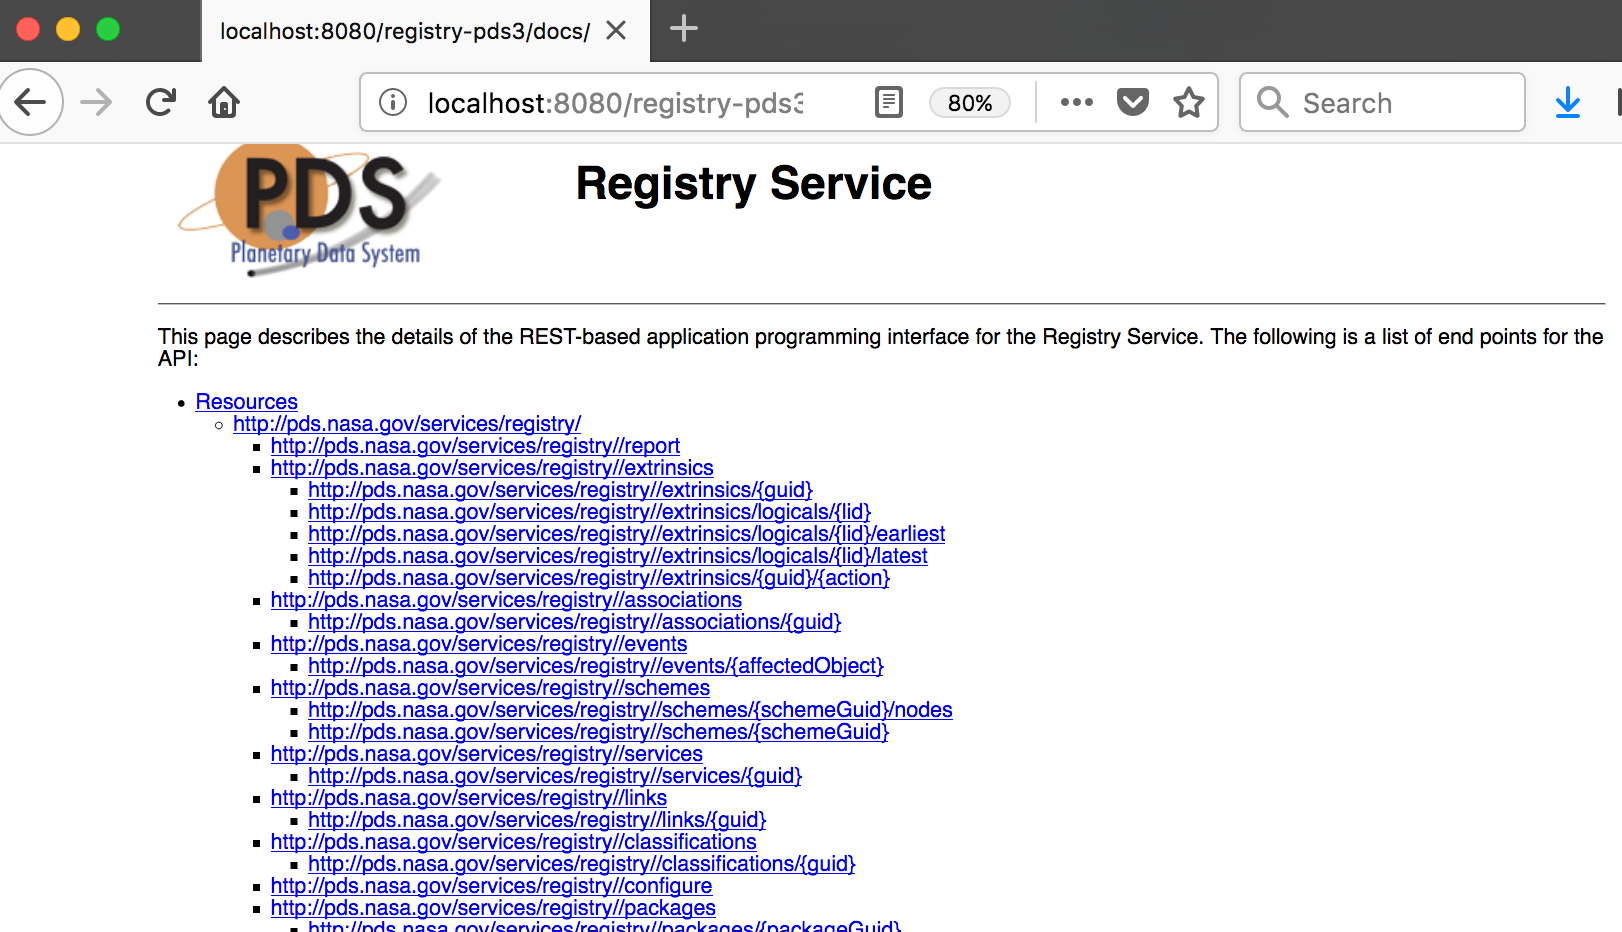 localhost:8080/registry-pds3/docs/
localhost:8080/registry-pds3
80%
Search
PDS
Planetary Data System
Registry Service
This page describes the details of the REST-based application programming interface for the Registry Service. The following is a list of end points for the
API:
Resources
http://pds.nasa.gov/services/registry/
http://pds.nasa.gov/services/registry//report
http://pds.nasa.gov/services/registry//extrinsics
http://pds.nasa.gov/services/registry//extrinsics/{guid}
http://pds.nasa.gov/services/registry//extrinsics/logicals/{lid}
http://pds.nasa.gov/services/registry//extrinsics/logicals/{lid}/earliest
http://pds.nasa.gov/services/registry//extrinsics/logicals/{lid}/latest
http://pds.nasa.gov/services/registry//extrinsics/{guid}/{action}
http://pds.nasa.gov/services/registry//associations
http://pds.nasa.gov/services/registry//associations/{guid}
http://pds.nasa.gov/services/registry//events
http://pds.nasa.gov/services/registry//events/{affectedObject}
http://pds.nasa.gov/services/registry//schemes
http://pds.nasa.gov/services/registry//schemes/{schemeGuid}/nodes
http://pds.nasa.gov/services/registry//schemes/{schemeGuid}
http://pds.nasa.gov/services/registry//services
http://pds.nasa.gov/services/registry//services/{guid}
http://pds.nasa.gov/services/registry//links
http://pds.nasa.gov/services/registry//links/{guid}
http://pds.nasa.gov/services/registry//classifications
http://pds.nasa.gov/services/registry//classifications/{guid}
http://pds.nasa.gov/services/registry//configure
http://pds.nasa.gov/services/registry//packages
http://pds.nasa.gov/services/registry//packages/{packageGuid}